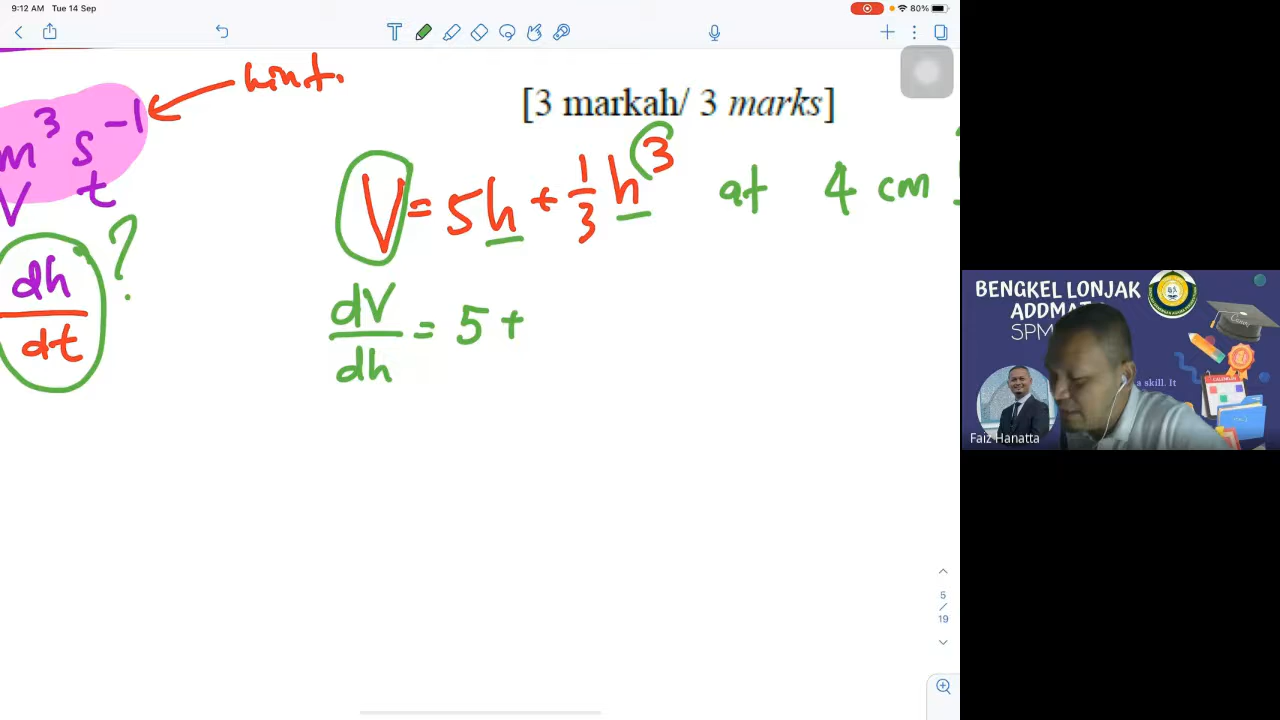 9:12 AM Tue 14 Sep
80%
hint.
[3 markah/ 3 marks]
m³ s⁻¹
V t
V = 5h + 1/3 h³ at 4 cm
dh/dt ?
dV/dh = 5 +
BENGKEL LONJAK
ADDMAT
SPM
a skill. It
Faiz Hanatta
5
/
19